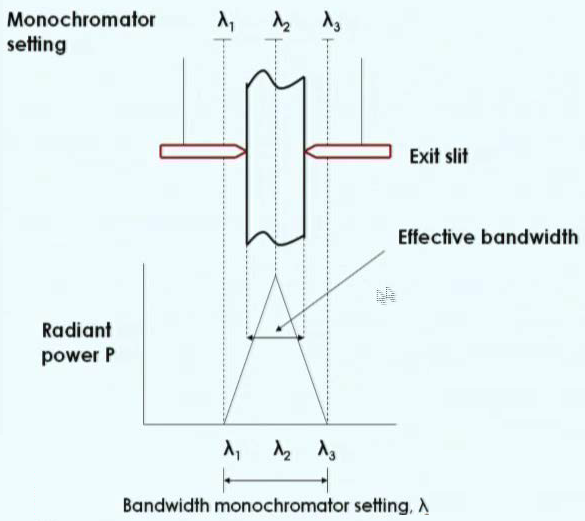 Monochromator
setting
λ₁ λ₂ λ₃
Exit slit
Effective bandwidth
Radiant
power P
λ₁ λ₂ λ₃
Bandwidth monochromator setting, λ